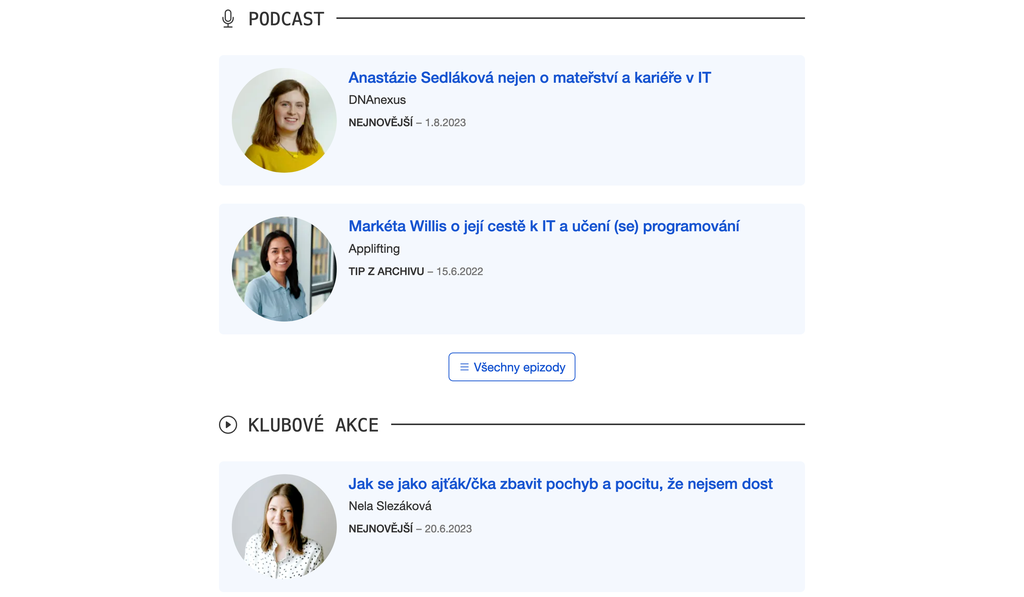 PODCAST
Anastázie Sedláková nejen o mateřství a kariéře v IT
DNAnexus
NEJNOVĚJŠÍ – 1.8.2023
Markéta Willis o její cestě k IT a učení (se) programování
Applifting
TIP Z ARCHIVU – 15.6.2022
Všechny epizody
KLUBOVÉ AKCE
Jak se jako ajťák/čka zbavit pochyb a pocitu, že nejsem dost
Nela Slezáková
NEJNOVĚJŠÍ – 20.6.2023